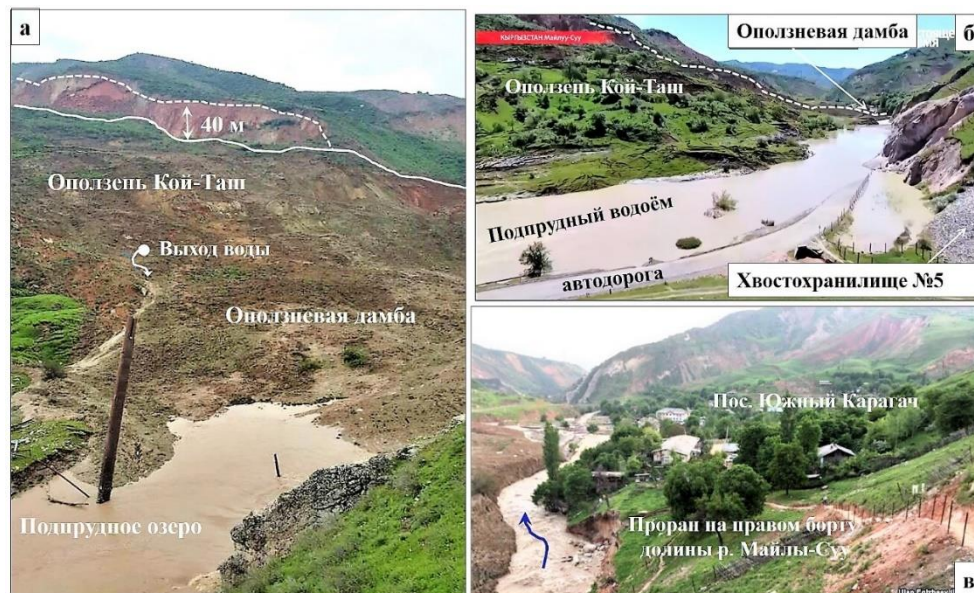 а
40 м
Оползень Кой-Таш
Выход воды
Оползневая дамба
Подпрудное озеро
КЫРГЫЗСТАН Майлуу-Суу
Оползневая дамба
б
Оползень Кой-Таш
Подпрудный водоём
автодорога
Хвостохранилище №5
Пос. Южный Карагач
Проран на правом борту
долины р. Майлы-Суу
в